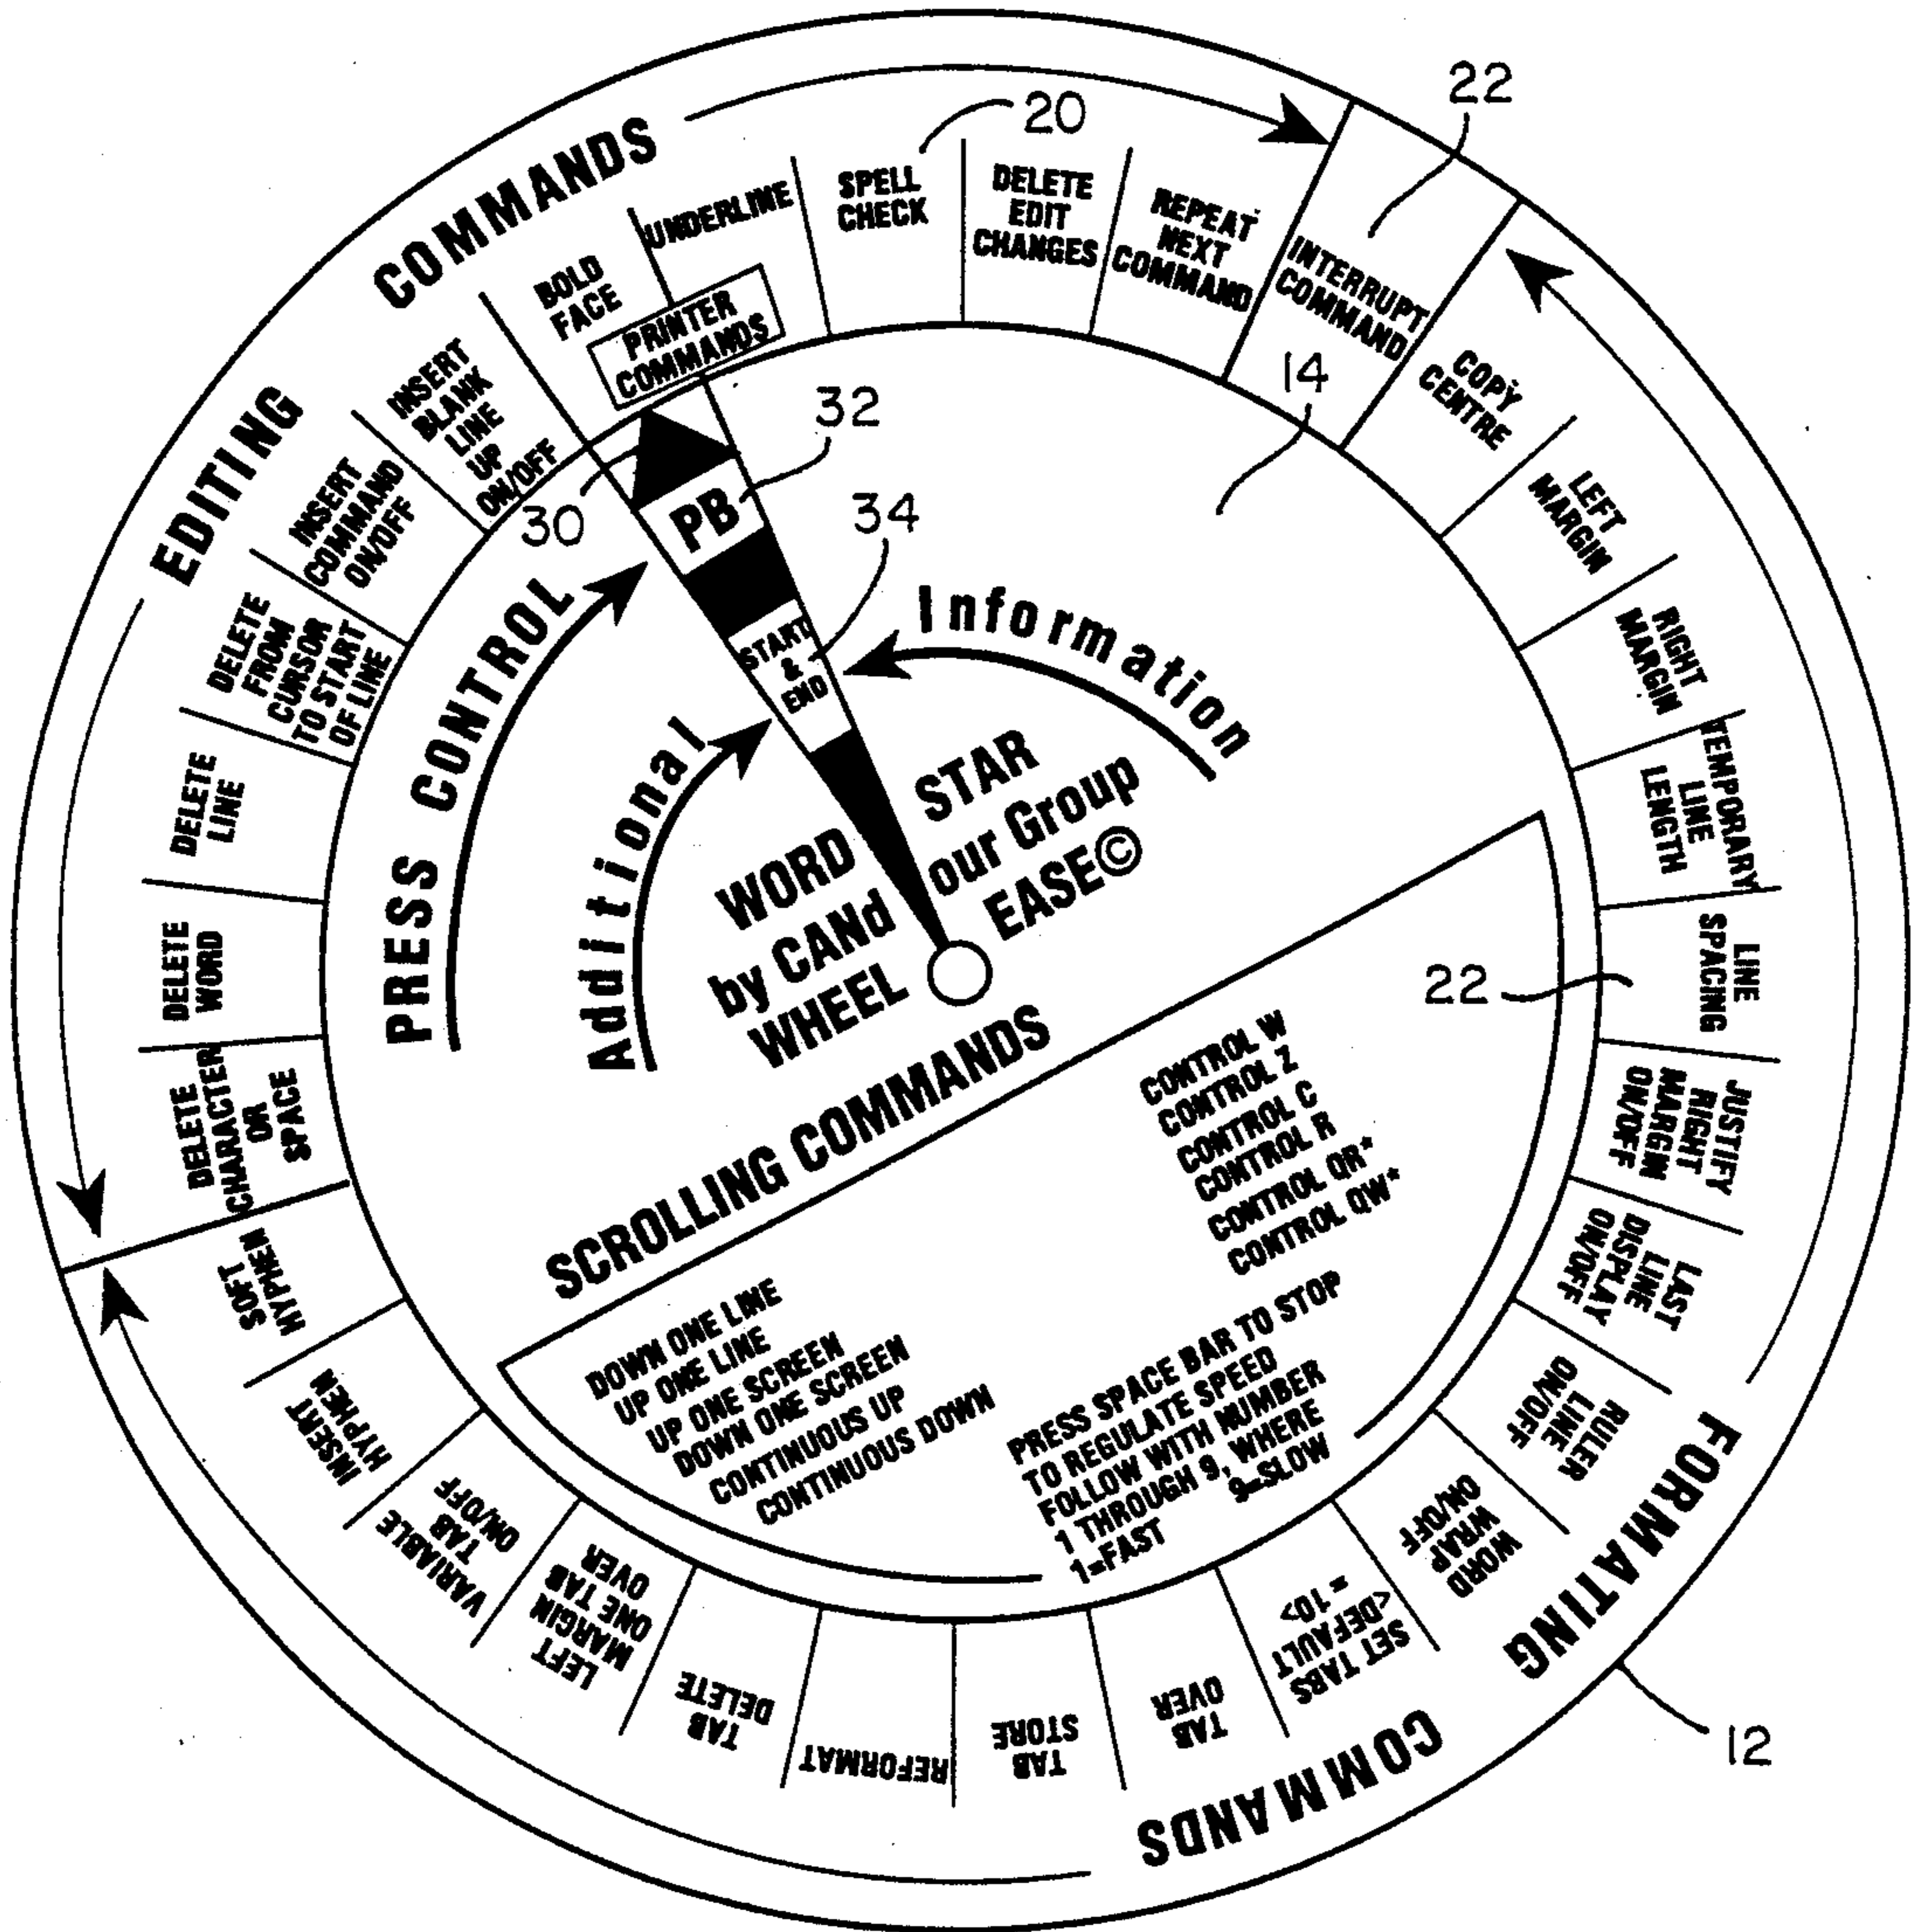 EDITING
COMMANDS
20
22
DELETE
CHARACTER
OR
SPACE
DELETE
WORD
DELETE
LINE
DELETE
FROM
CURSOR
TO START
OF LINE
INSERT
COMMAND
ON/OFF
INSERT
BLANK
LINE
UP
ON/OFF
BOLD
FACE
UNDERLINE
PRINTER
COMMANDS
SPELL
CHECK
DELETE
EDIT
CHANGES
REPEAT
NEXT
COMMAND
INTERRUPT
COMMAND
COPY
CENTRE
LEFT
MARGIN
RIGHT
MARGIN
TEMPORARY
LINE
LENGTH
LINE
SPACING
JUSTIFY
RIGHT
MARGIN
ON/OFF
LAST
LINE
DISPLAY
ON/OFF
RULER
LINE
ON/OFF
WORD
WRAP
ON/OFF
SET TABS
<DEFAULT
= 10>
TAB
OVER
TAB
STORE
REFORMAT
TAB
DELETE
LEFT
MARGIN
ONE TAB
OVER
VARIABLE
TAB
ON/OFF
INSERT
HYPHEN
SOFT
HYPHEN
FORMATING
COMMANDS
12
14
30
32
34
22
PRESS CONTROL
PB
START
&
END
Additional
Information
WORD STAR
by CANd our Group
WHEEL EASE©
SCROLLING COMMANDS
DOWN ONE LINE CONTROL W
UP ONE LINE CONTROL Z
UP ONE SCREEN CONTROL C
DOWN ONE SCREEN CONTROL R
CONTINUOUS UP CONTROL QR*
CONTINUOUS DOWN CONTROL QW*
PRESS SPACE BAR TO STOP
TO REGULATE SPEED
FOLLOW WITH NUMBER
1 THROUGH 9, WHERE
1=FAST 9=SLOW